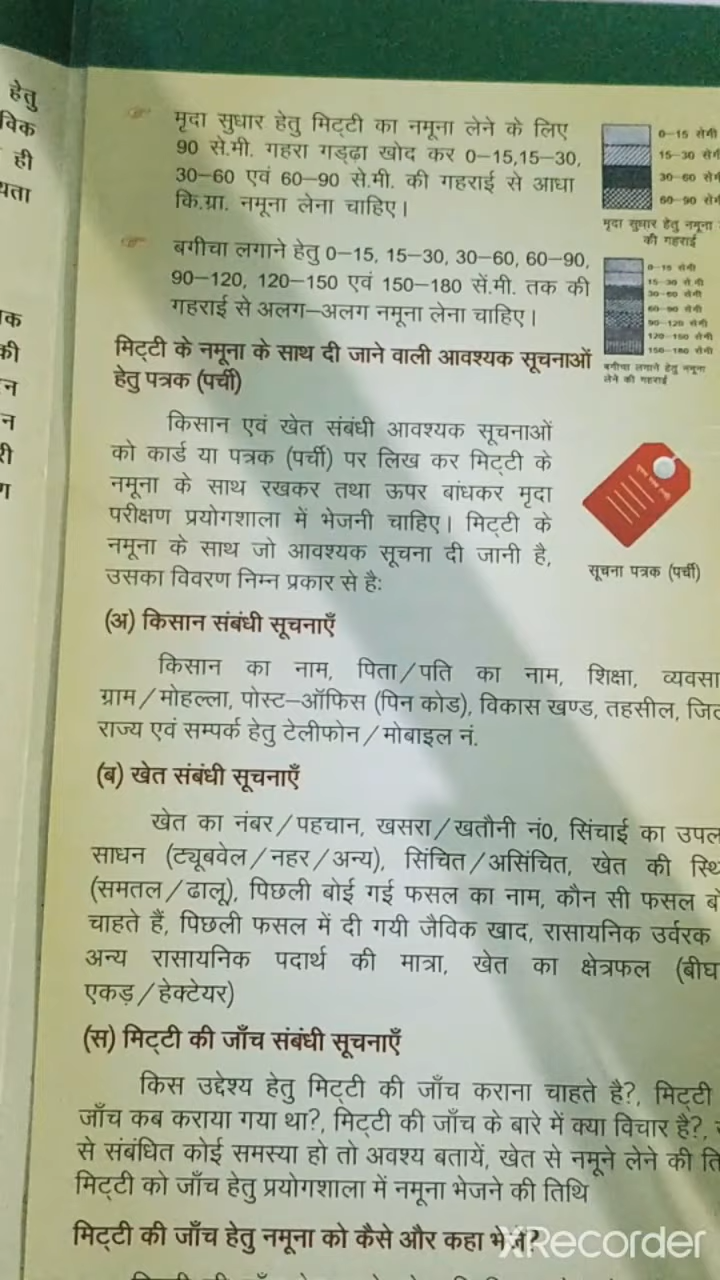 हेतु
विक
ही
यता
मृदा सुधार हेतु मिट्टी का नमूना लेने के लिए
90 से.मी. गहरा गड्ढ़ा खोद कर 0–15,15–30,
30–60 एवं 60–90 से.मी. की गहराई से आधा
कि.ग्रा. नमूना लेना चाहिए।
0–15 सेमी
15–30 सेमी
30–60 सेमी
60–90 सेमी
मृदा सुधार हेतु नमूना
की गहराई
बगीचा लगाने हेतु 0–15, 15–30, 30–60, 60–90,
90–120, 120–150 एवं 150–180 सें.मी. तक की
गहराई से अलग–अलग नमूना लेना चाहिए।
0–15 सेमी
15–30 सेमी
30–60 सेमी
60–90 सेमी
90–120 सेमी
120–150 सेमी
150–180 सेमी
बगीचा लगाने हेतु नमूना
लेने की गहराई
मिट्टी के नमूना के साथ दी जाने वाली आवश्यक सूचनाओं
हेतु पत्रक (पर्ची)
किसान एवं खेत संबंधी आवश्यक सूचनाओं
को कार्ड या पत्रक (पर्ची) पर लिख कर मिट्टी के
नमूना के साथ रखकर तथा ऊपर बांधकर मृदा
परीक्षण प्रयोगशाला में भेजनी चाहिए। मिट्टी के
नमूना के साथ जो आवश्यक सूचना दी जानी है,
उसका विवरण निम्न प्रकार से है:
सूचना पत्रक (पर्ची)
(अ) किसान संबंधी सूचनाएँ
किसान का नाम, पिता/पति का नाम, शिक्षा, व्यवसा
ग्राम/मोहल्ला, पोस्ट–ऑफिस (पिन कोड), विकास खण्ड, तहसील,
राज्य एवं सम्पर्क हेतु टेलीफोन/मोबाइल नं.
(ब) खेत संबंधी सूचनाएँ
खेत का नंबर/पहचान, खसरा/खतौनी नं0, सिंचाई का उपल
साधन (ट्यूबवेल/नहर/अन्य), सिंचित/असिंचित, खेत की स्थि
(समतल/ढालू), पिछली बोई गई फसल का नाम, कौन सी फसल बो
चाहते हैं, पिछली फसल में दी गयी जैविक खाद, रासायनिक उर्वरक
अन्य रासायनिक पदार्थ की मात्रा, खेत का क्षेत्रफल (बीघ
एकड़/हेक्टेयर)
(स) मिट्टी की जाँच संबंधी सूचनाएँ
किस उद्देश्य हेतु मिट्टी की जाँच कराना चाहते है?, मिट्टी
जाँच कब कराया गया था?, मिट्टी की जाँच के बारे में क्या विचार है?,
से संबंधित कोई समस्या हो तो अवश्य बतायें, खेत से नमूने लेने की ति
मिट्टी को जाँच हेतु प्रयोगशाला में नमूना भेजने की तिथि
मिट्टी की जाँच हेतु नमूना को कैसे और कहा भेजें?
XRecorder